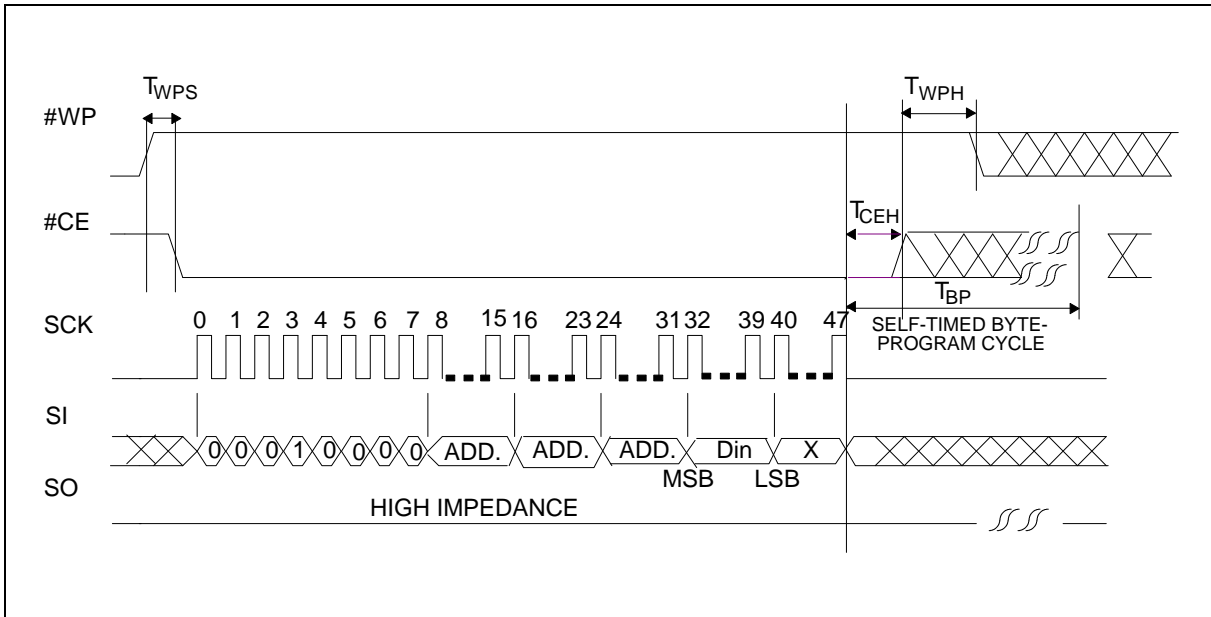 TWPS
TWPH
#WP
#CE
TCEH
TBP
SCK
0 1 2 3 4 5 6 7 8 15 16 23 24 31 32 39 40 47
SELF-TIMED BYTE-
PROGRAM CYCLE
SI
0 0 0 1 0 0 0 0 ADD. ADD. ADD. Din X
MSB LSB
SO
HIGH IMPEDANCE